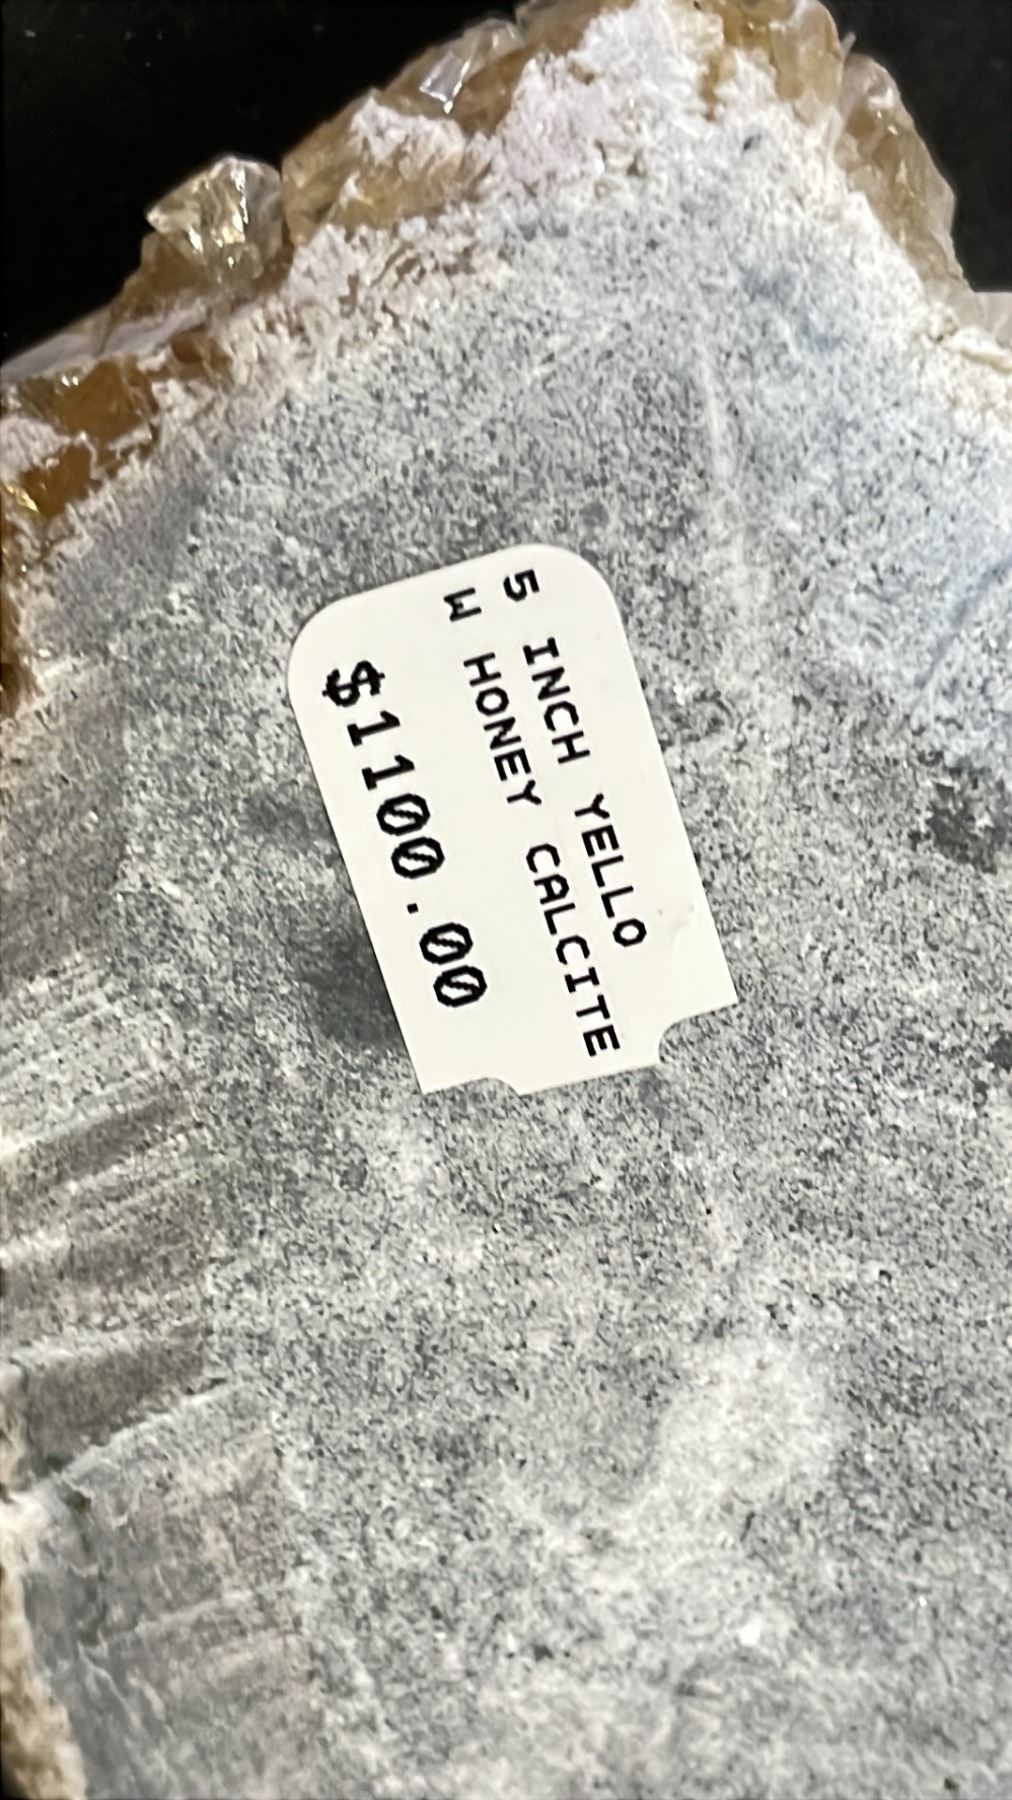 5 INCH YELLO
W HONEY CALCITE
$1100.00